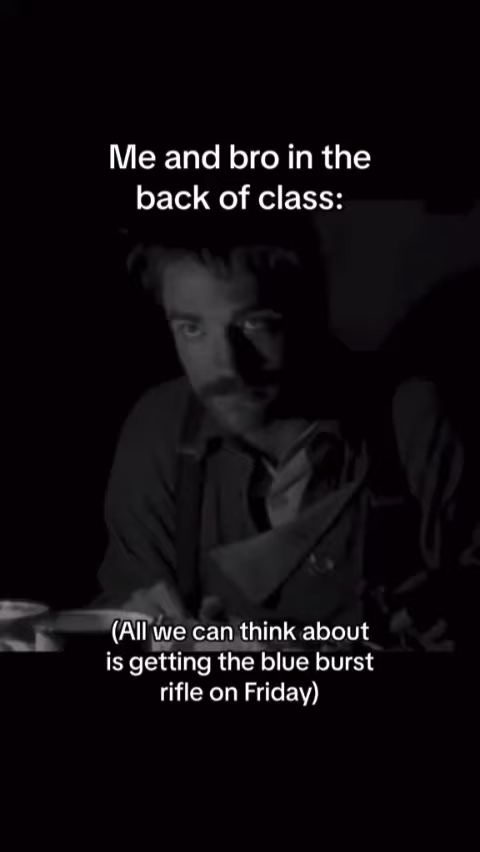 Me and bro in the
back of class:
(All we can think about
is getting the blue burst
rifle on Friday)